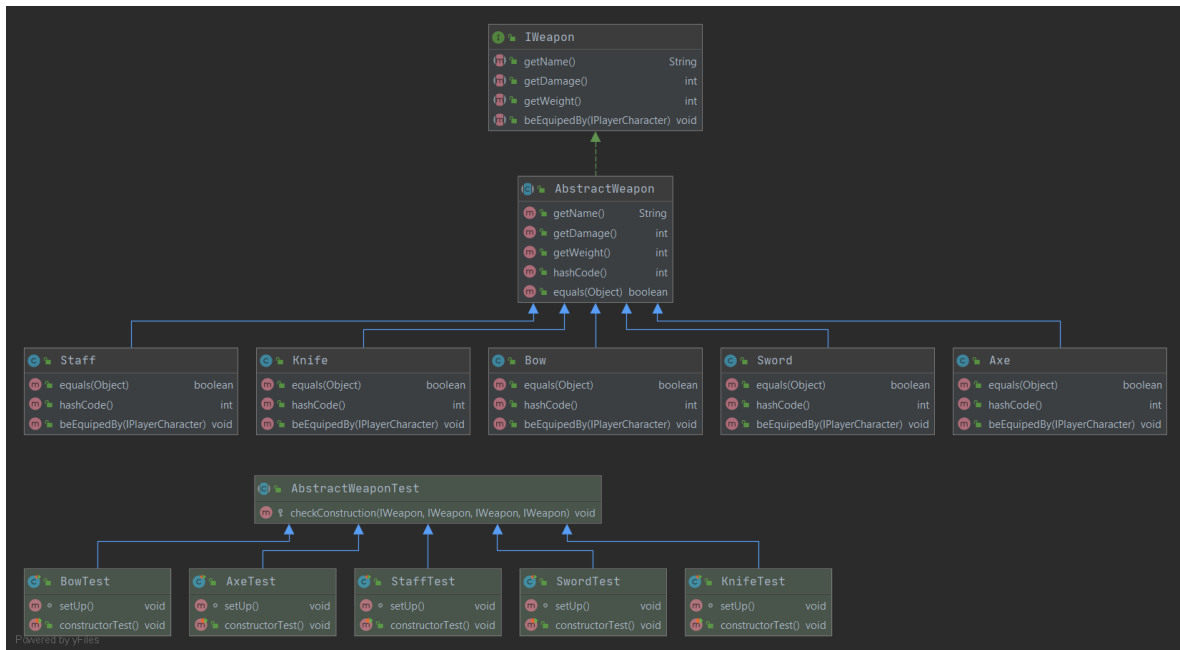 IWeapon
getName() String
getDamage() int
getWeight() int
beEquipedBy(IPlayerCharacter) void
AbstractWeapon
getName() String
getDamage() int
getWeight() int
hashCode() int
equals(Object) boolean
Staff
equals(Object) boolean
hashCode() int
beEquipedBy(IPlayerCharacter) void
Knife
equals(Object) boolean
hashCode() int
beEquipedBy(IPlayerCharacter) void
Bow
equals(Object) boolean
hashCode() int
beEquipedBy(IPlayerCharacter) void
Sword
equals(Object) boolean
hashCode() int
beEquipedBy(IPlayerCharacter) void
Axe
equals(Object) boolean
hashCode() int
beEquipedBy(IPlayerCharacter) void
AbstractWeaponTest
checkConstruction(IWeapon, IWeapon, IWeapon, IWeapon) void
BowTest
setUp() void
constructorTest() void
AxeTest
setUp() void
constructorTest() void
StaffTest
setUp() void
constructorTest() void
SwordTest
setUp() void
constructorTest() void
KnifeTest
setUp() void
constructorTest() void
Powered by yFiles